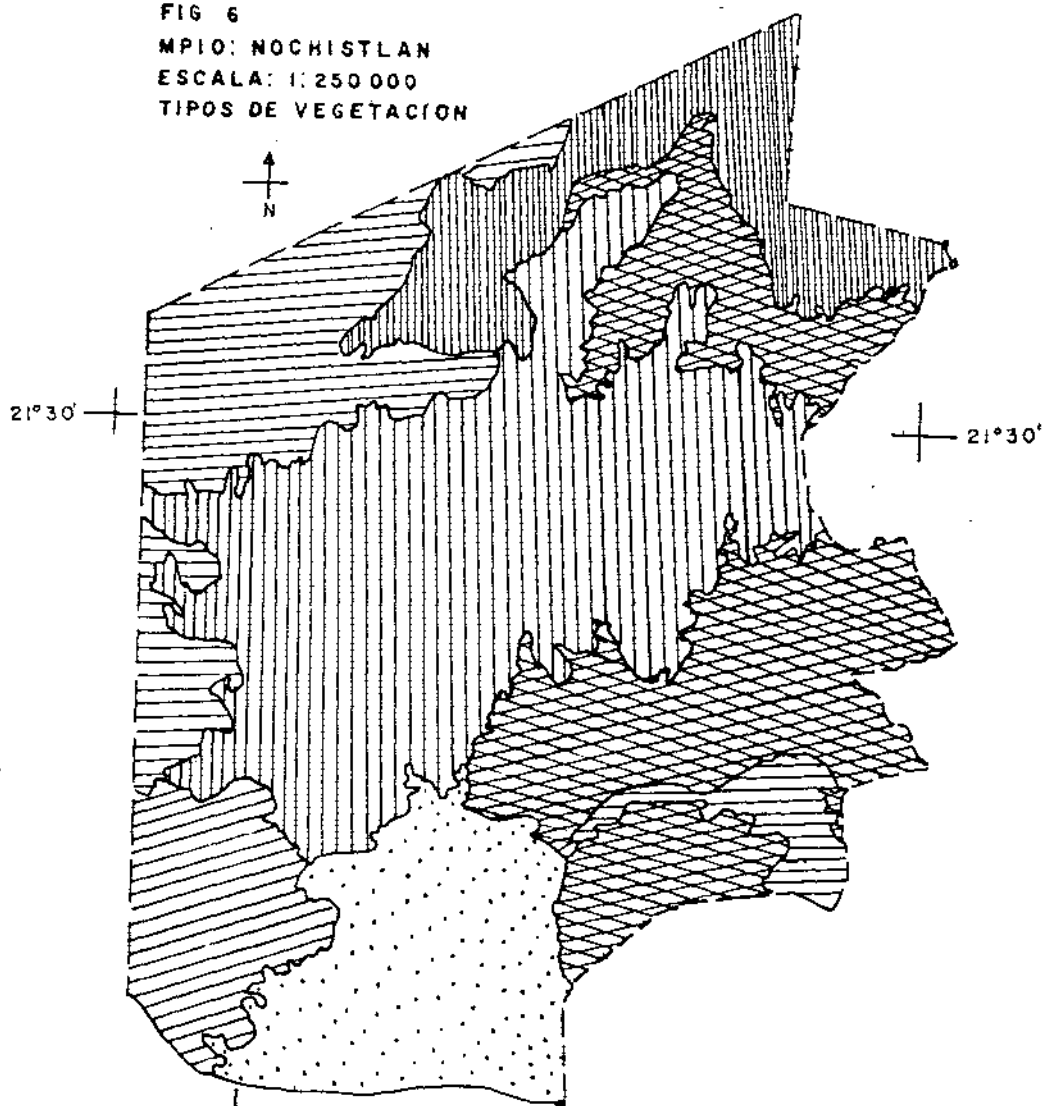 FIG 6
MPIO: NOCHISTLAN
ESCALA: 1:250 000
TIPOS DE VEGETACION
N
21°30'
21°30'